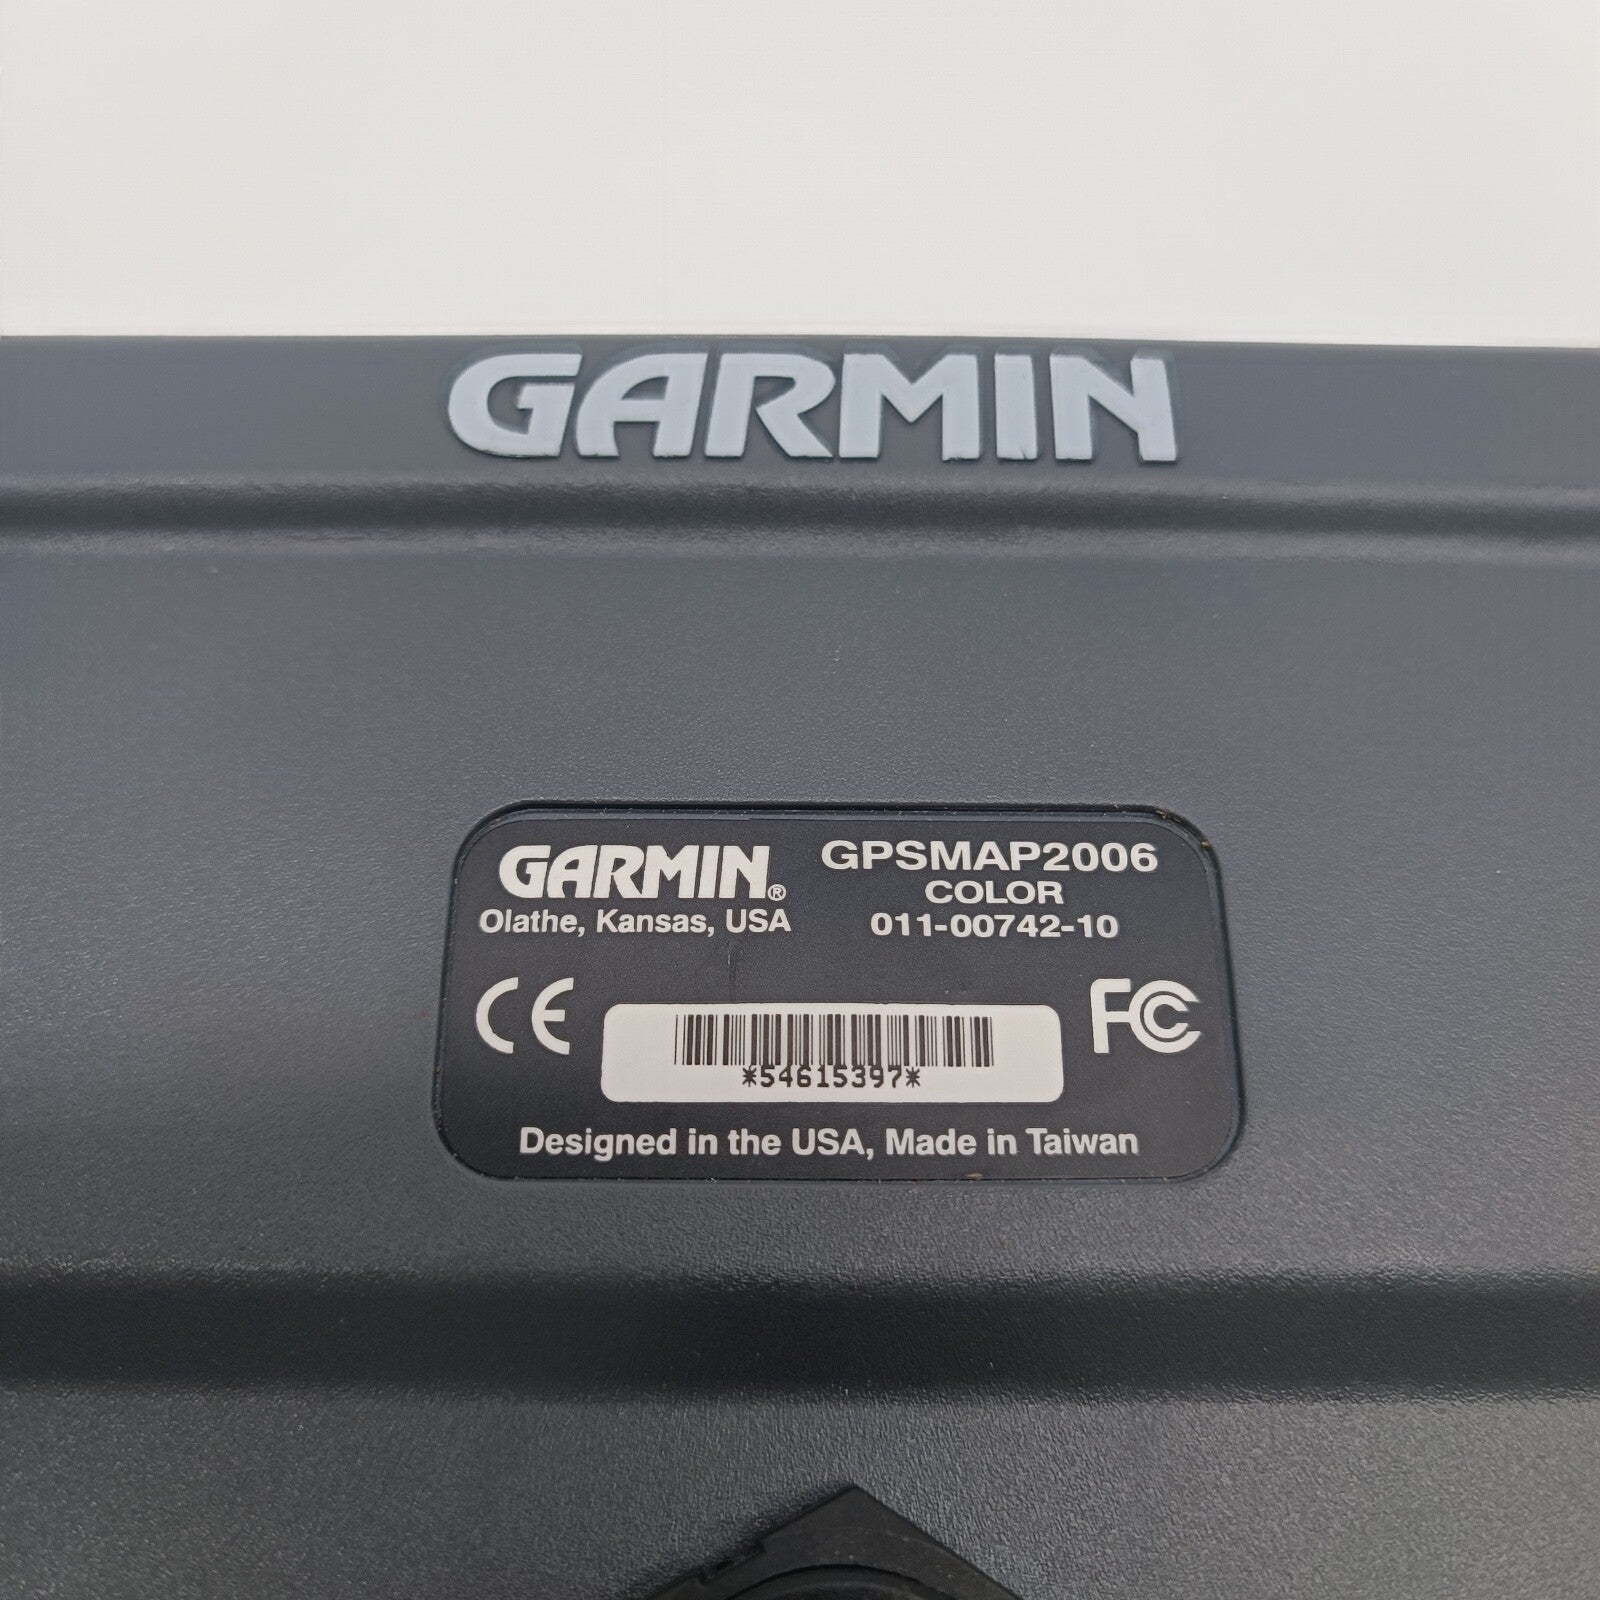 GARMIN
GARMIN®
Olathe, Kansas, USA
GPSMAP2006
COLOR
011-00742-10
CE
FC
*54615397*
Designed in the USA, Made in Taiwan